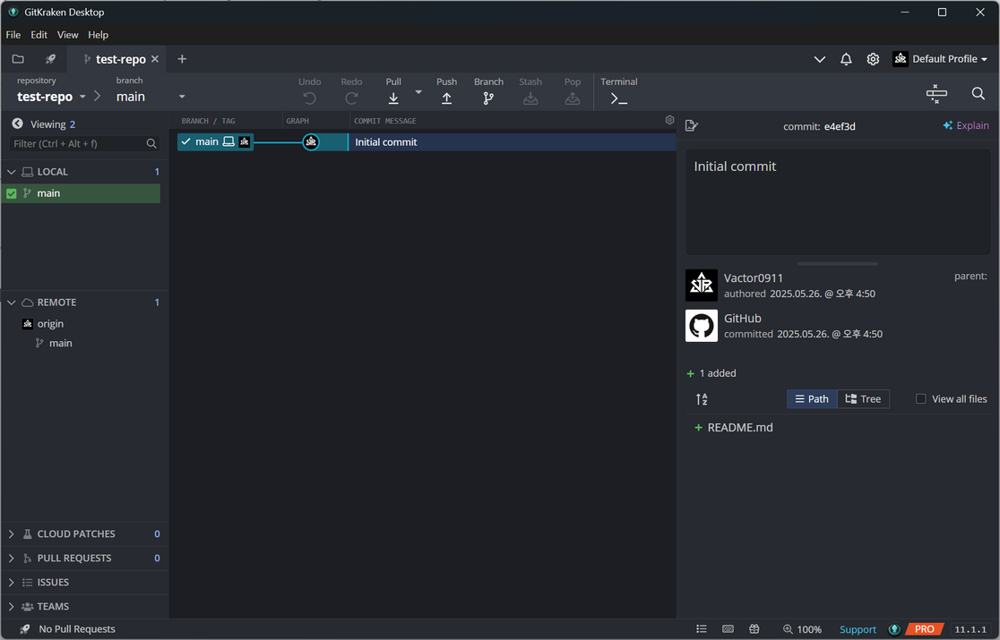 GitKraken Desktop
File Edit View Help
test-repo
Default Profile
repository branch
test-repo main
Undo Redo Pull Push Branch Stash Pop Terminal
Viewing 2
Filter (Ctrl + Alt + f)
LOCAL 1
main
REMOTE 1
origin
main
CLOUD PATCHES 0
PULL REQUESTS 0
ISSUES
TEAMS
BRANCH / TAG GRAPH COMMIT MESSAGE
main Initial commit
commit: e4ef3d Explain
Initial commit
Vactor0911 parent:
authored 2025.05.26. @ 오후 4:50
GitHub
committed 2025.05.26. @ 오후 4:50
+ 1 added
Path Tree View all files
+ README.md
No Pull Requests 100% Support PRO 11.1.1